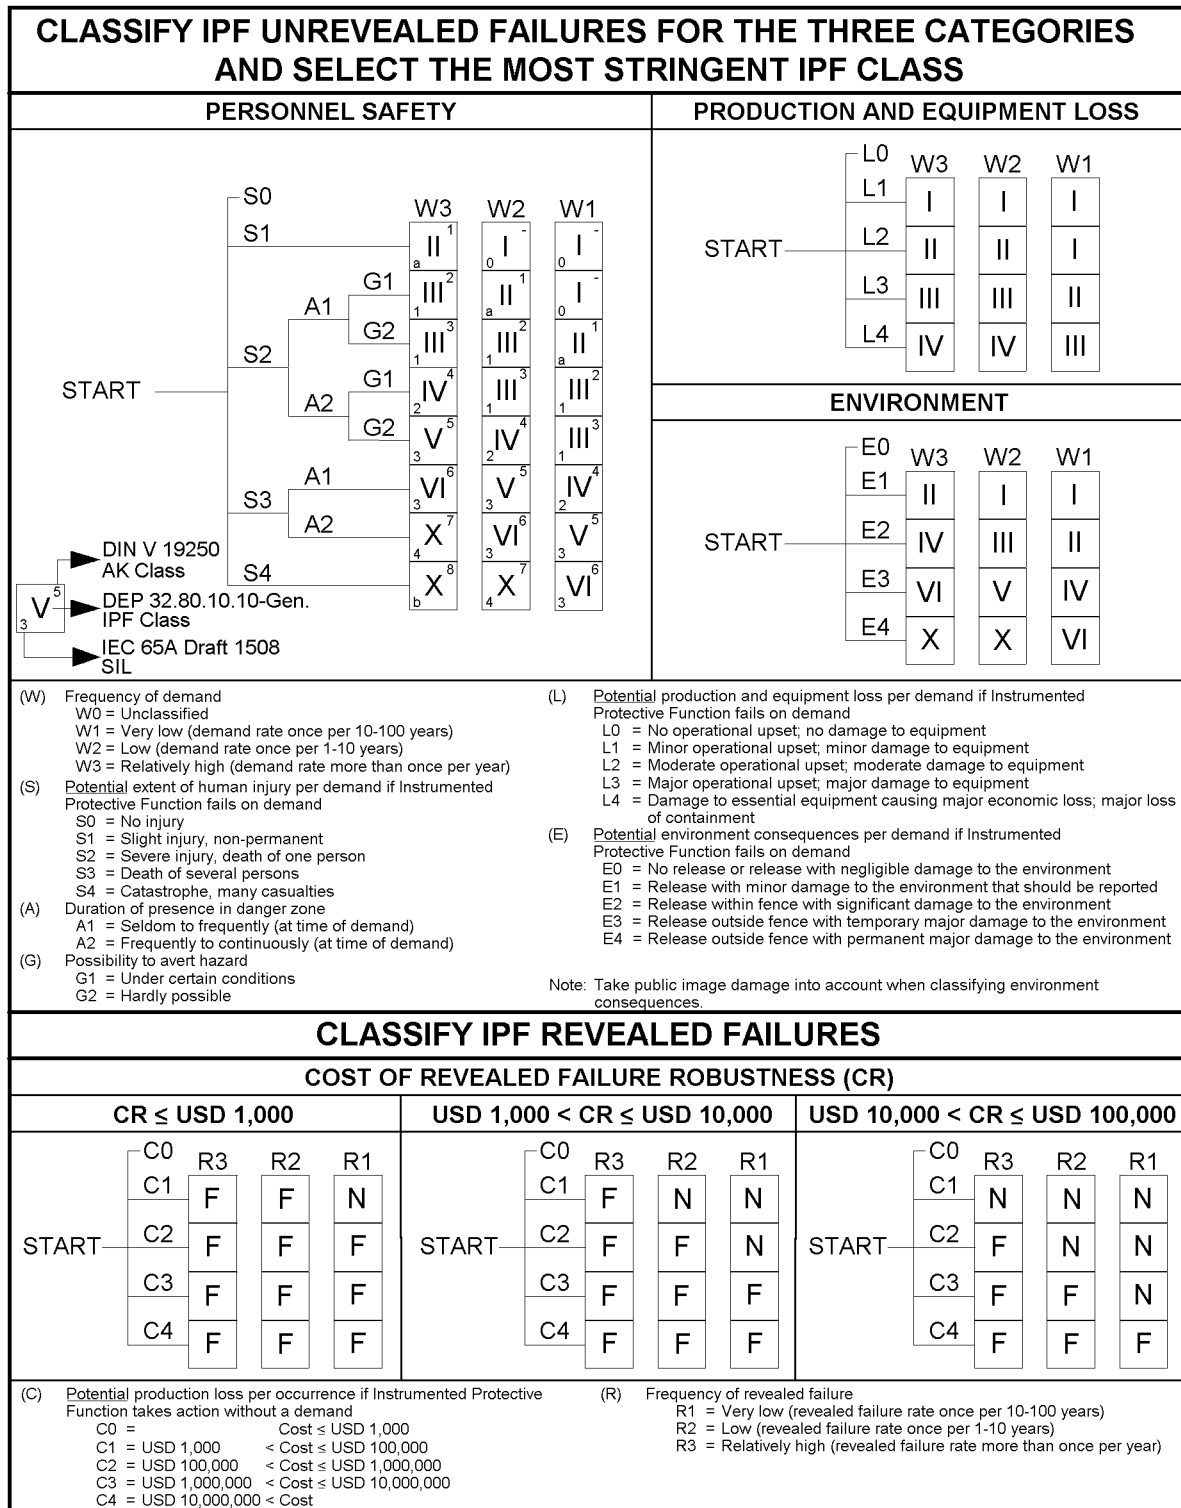 CLASSIFY IPF UNREVEALED FAILURES FOR THE THREE CATEGORIES
AND SELECT THE MOST STRINGENT IPF CLASS
PERSONNEL SAFETY
S0
W3 W2 W1
S1 II 1 a I - 0 I - 0
G1 III 2 1 II 1 a I - 0
A1
G2 III 3 1 III 2 1 II 1 a
S2
START
G1 IV 4 2 III 3 1 III 2 1
A2
G2 V 5 3 IV 4 2 III 3 1
A1 VI 6 3 V 5 3 IV 4 2
S3
A2 X 7 4 VI 6 3 V 5 3
S4 X 8 b X 7 4 VI 6 3
DIN V 19250
AK Class
V 5 3
DEP 32.80.10.10-Gen.
IPF Class
IEC 65A Draft 1508
SIL
PRODUCTION AND EQUIPMENT LOSS
L0
W3 W2 W1
L1 I I I
START L2 II II I
L3 III III II
L4 IV IV III
ENVIRONMENT
E0
W3 W2 W1
E1 II I I
START E2 IV III II
E3 VI V IV
E4 X X VI
(W) Frequency of demand
W0 = Unclassified
W1 = Very low (demand rate once per 10-100 years)
W2 = Low (demand rate once per 1-10 years)
W3 = Relatively high (demand rate more than once per year)
(S) Potential extent of human injury per demand if Instrumented
Protective Function fails on demand
S0 = No injury
S1 = Slight injury, non-permanent
S2 = Severe injury, death of one person
S3 = Death of several persons
S4 = Catastrophe, many casualties
(A) Duration of presence in danger zone
A1 = Seldom to frequently (at time of demand)
A2 = Frequently to continuously (at time of demand)
(G) Possibility to avert hazard
G1 = Under certain conditions
G2 = Hardly possible
(L) Potential production and equipment loss per demand if Instrumented
Protective Function fails on demand
L0 = No operational upset; no damage to equipment
L1 = Minor operational upset; minor damage to equipment
L2 = Moderate operational upset; moderate damage to equipment
L3 = Major operational upset; major damage to equipment
L4 = Damage to essential equipment causing major economic loss; major loss
of containment
(E) Potential environment consequences per demand if Instrumented
Protective Function fails on demand
E0 = No release or release with negligible damage to the environment
E1 = Release with minor damage to the environment that should be reported
E2 = Release within fence with significant damage to the environment
E3 = Release outside fence with temporary major damage to the environment
E4 = Release outside fence with permanent major damage to the environment
Note: Take public image damage into account when classifying environment
consequences.
CLASSIFY IPF REVEALED FAILURES
COST OF REVEALED FAILURE ROBUSTNESS (CR)
CR ≤ USD 1,000
C0
R3 R2 R1
C1 F F N
START C2 F F F
C3 F F F
C4 F F F
USD 1,000 < CR ≤ USD 10,000
C0
R3 R2 R1
C1 F N N
START C2 F F N
C3 F F F
C4 F F F
USD 10,000 < CR ≤ USD 100,000
C0
R3 R2 R1
C1 N N N
START C2 F N N
C3 F F N
C4 F F F
(C) Potential production loss per occurrence if Instrumented Protective
Function takes action without a demand
C0 = Cost ≤ USD 1,000
C1 = USD 1,000 < Cost ≤ USD 100,000
C2 = USD 100,000 < Cost ≤ USD 1,000,000
C3 = USD 1,000,000 < Cost ≤ USD 10,000,000
C4 = USD 10,000,000 < Cost
(R) Frequency of revealed failure
R1 = Very low (revealed failure rate once per 10-100 years)
R2 = Low (revealed failure rate once per 1-10 years)
R3 = Relatively high (revealed failure rate more than once per year)